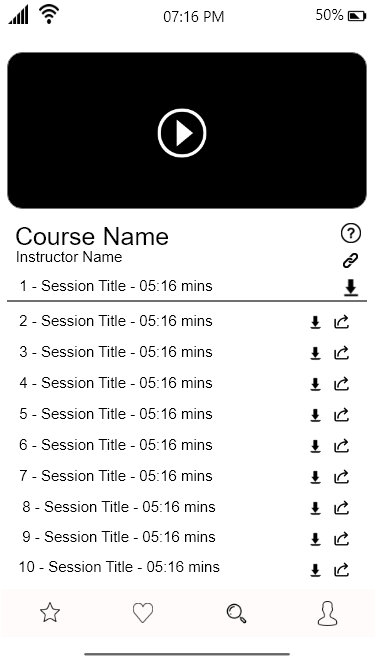 07:16 PM
50%
Course Name
Instructor Name
1 - Session Title - 05:16 mins
2 - Session Title - 05:16 mins
3 - Session Title - 05:16 mins
4 - Session Title - 05:16 mins
5 - Session Title - 05:16 mins
6 - Session Title - 05:16 mins
7 - Session Title - 05:16 mins
8 - Session Title - 05:16 mins
9 - Session Title - 05:16 mins
10 - Session Title - 05:16 mins